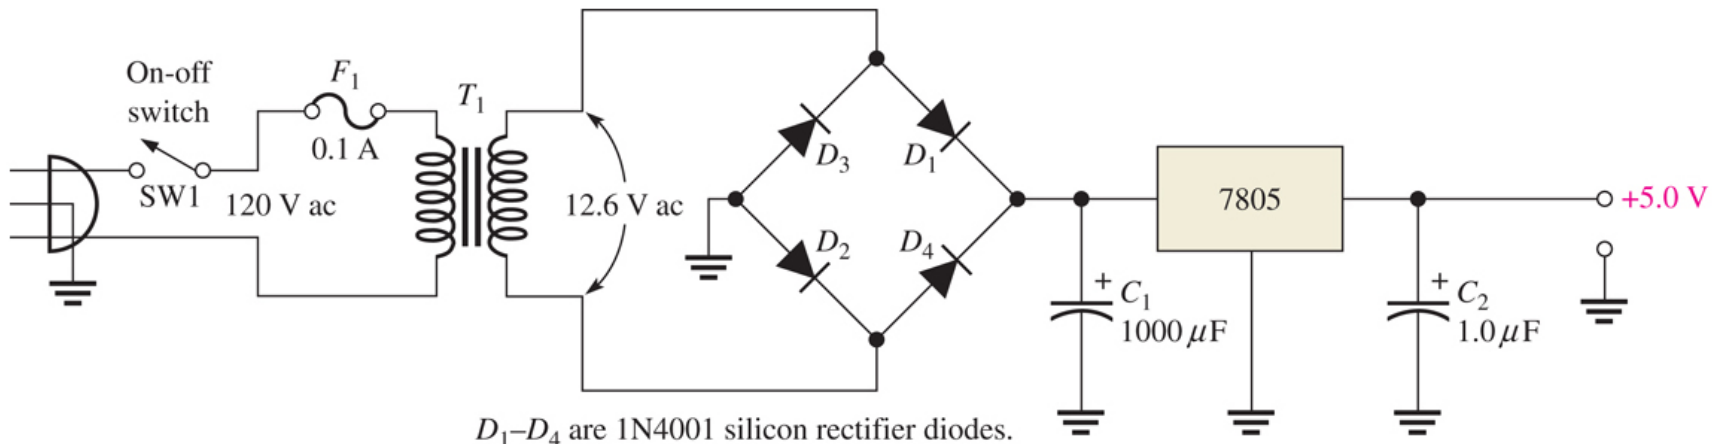 On-off
switch
SW1
120 V ac
F1
0.1 A
T1
12.6 V ac
D3
D1
D2
D4
7805
+5.0 V
+ C1
1000 μF
+ C2
1.0 μF
D1–D4 are 1N4001 silicon rectifier diodes.